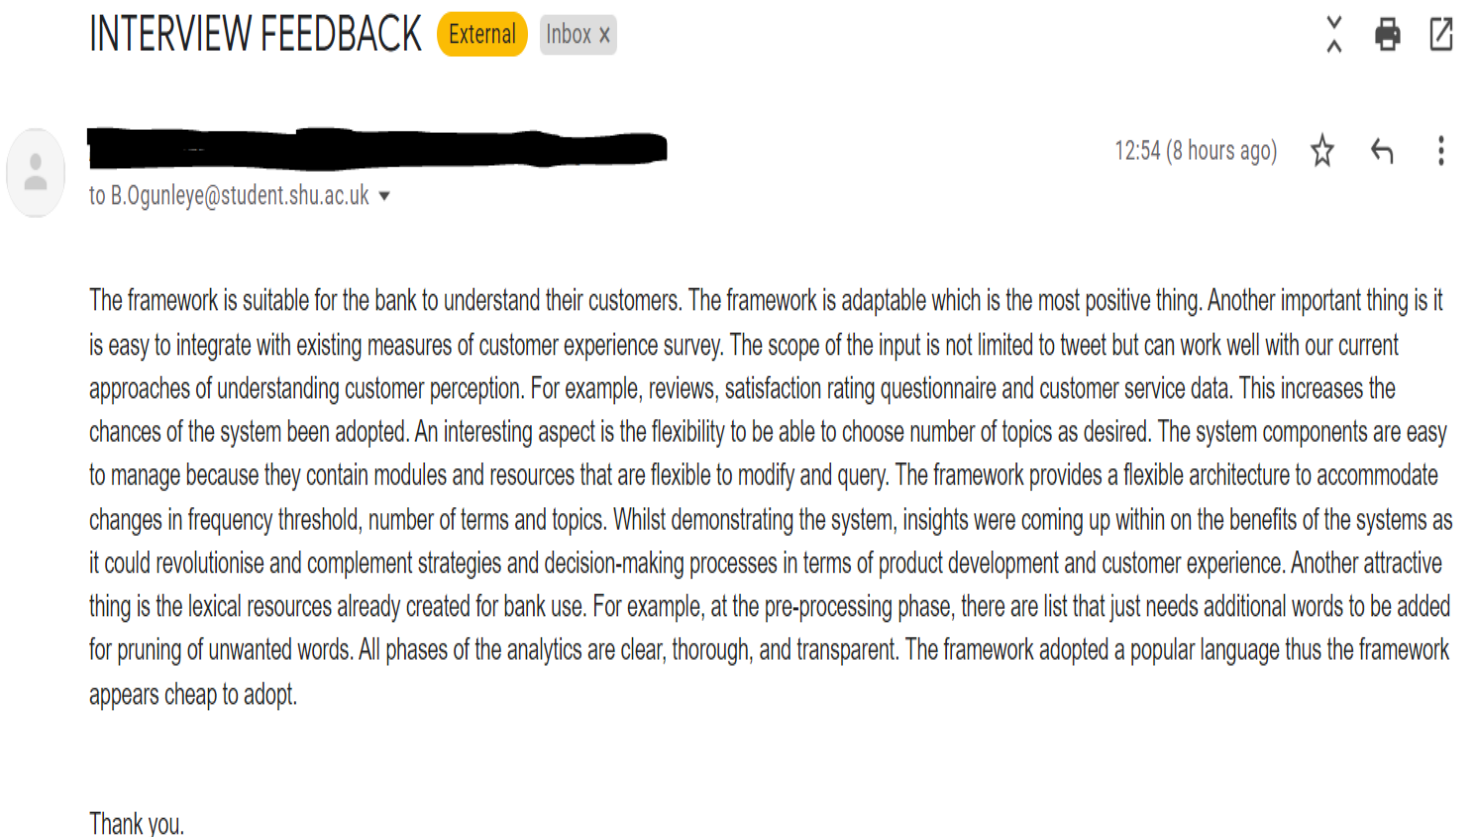 INTERVIEW FEEDBACK External Inbox x
12:54 (8 hours ago)
to B.Ogunleye@student.shu.ac.uk
The framework is suitable for the bank to understand their customers. The framework is adaptable which is the most positive thing. Another important thing is it
is easy to integrate with existing measures of customer experience survey. The scope of the input is not limited to tweet but can work well with our current
approaches of understanding customer perception. For example, reviews, satisfaction rating questionnaire and customer service data. This increases the
chances of the system been adopted. An interesting aspect is the flexibility to be able to choose number of topics as desired. The system components are easy
to manage because they contain modules and resources that are flexible to modify and query. The framework provides a flexible architecture to accommodate
changes in frequency threshold, number of terms and topics. Whilst demonstrating the system, insights were coming up within on the benefits of the systems as
it could revolutionise and complement strategies and decision-making processes in terms of product development and customer experience. Another attractive
thing is the lexical resources already created for bank use. For example, at the pre-processing phase, there are list that just needs additional words to be added
for pruning of unwanted words. All phases of the analytics are clear, thorough, and transparent. The framework adopted a popular language thus the framework
appears cheap to adopt.
Thank you.